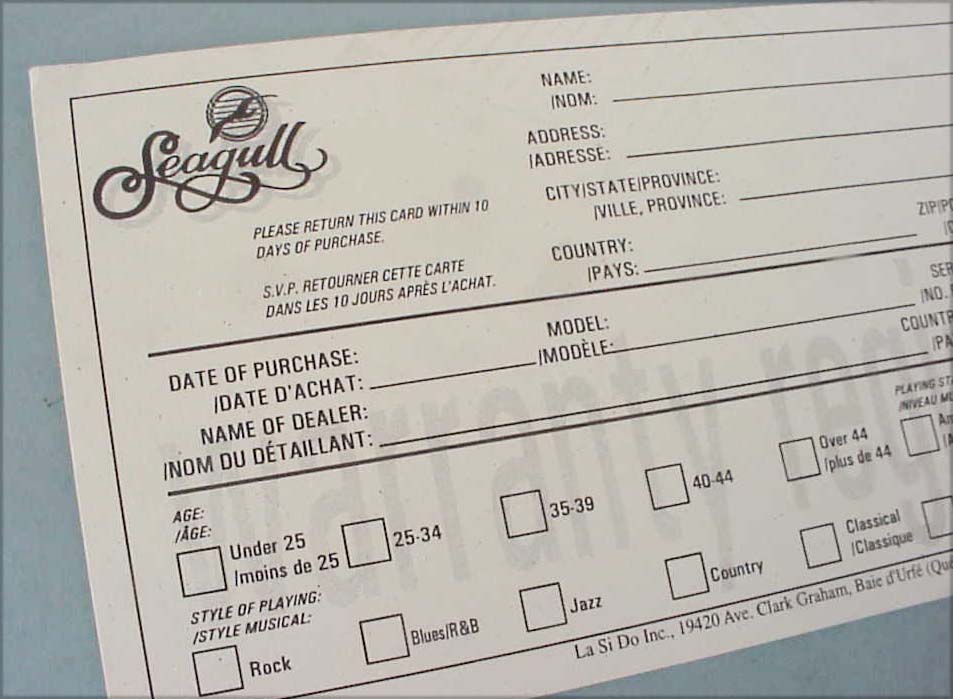 Seagull
PLEASE RETURN THIS CARD WITHIN 10
DAYS OF PURCHASE.
S.V.P. RETOURNER CETTE CARTE
DANS LES 10 JOURS APRÈS L'ACHAT.
NAME:
/NOM:
ADDRESS:
/ADRESSE:
CITY/STATE/PROVINCE:
/VILLE, PROVINCE:
COUNTRY:
/PAYS:
DATE OF PURCHASE:
/DATE D'ACHAT:
MODEL:
/MODÈLE:
NAME OF DEALER:
/NOM DU DÉTAILLANT:
PLAYING
/NIVEAU
AGE:
/ÂGE:
Under 25
/moins de 25
25-34
35-39
40-44
Over 44
/plus de 44
STYLE OF PLAYING:
/STYLE MUSICAL:
Rock
Blues/R&B
Jazz
Country
Classical
/Classique
La Si Do Inc., 19420 Ave. Clark Graham, Baie d'Urfé